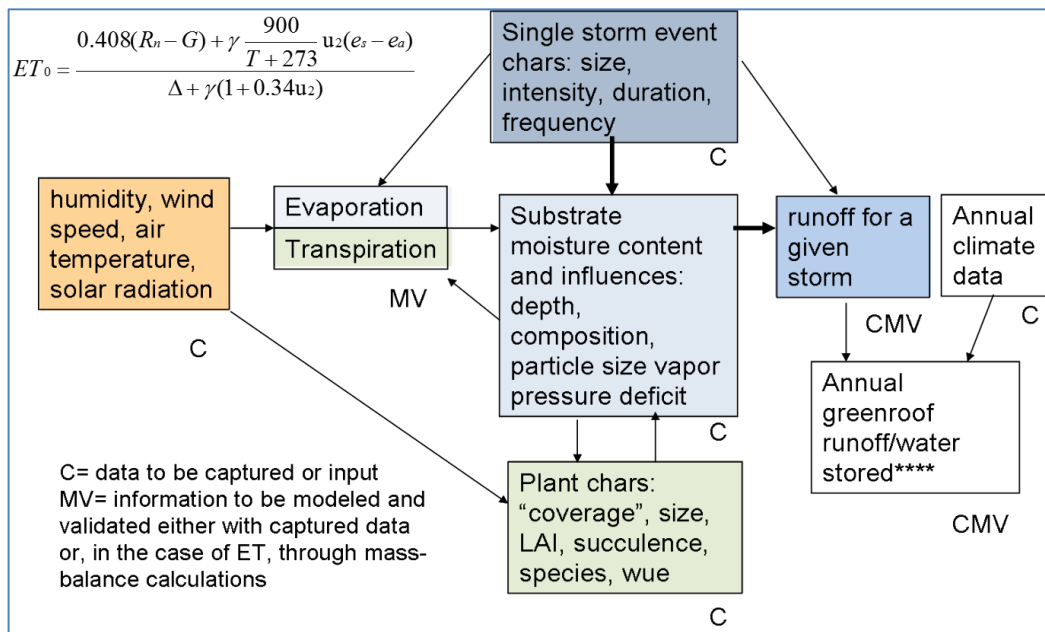 ET₀ = \frac{0.408(Rn − G) + γ \frac{900}{T + 273} u₂(eₛ − eₐ)}{Δ + γ(1 + 0.34u₂)}
Single storm event
chars: size,
intensity, duration,
frequency
C
humidity, wind
speed, air
temperature,
solar radiation
C
Evaporation
Transpiration
MV
Substrate
moisture content
and influences:
depth,
composition,
particle size vapor
pressure deficit
C
runoff for a
given
storm
CMV
Annual
climate
data
C
Annual
greenroof
runoff/water
stored****
CMV
Plant chars:
“coverage”, size,
LAI, succulence,
species, wue
C
C= data to be captured or input
MV= information to be modeled and
validated either with captured data
or, in the case of ET, through mass-
balance calculations